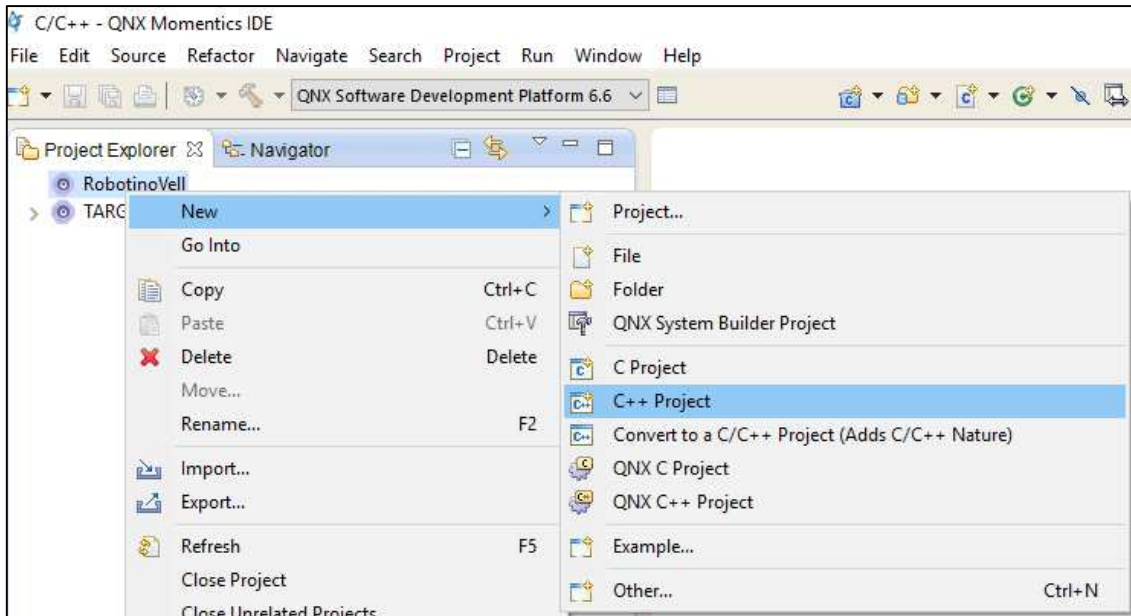 C/C++ - QNX Momentics IDE
File Edit Source Refactor Navigate Search Project Run Window Help
QNX Software Development Platform 6.6
Project Explorer Navigator
RobotinoVell
TARG
New
Go Into
Copy Ctrl+C
Paste Ctrl+V
Delete Delete
Move...
Rename... F2
Import...
Export...
Refresh F5
Close Project
Close Unrelated Projects
Project...
File
Folder
QNX System Builder Project
C Project
C++ Project
Convert to a C/C++ Project (Adds C/C++ Nature)
QNX C Project
QNX C++ Project
Example...
Other... Ctrl+N